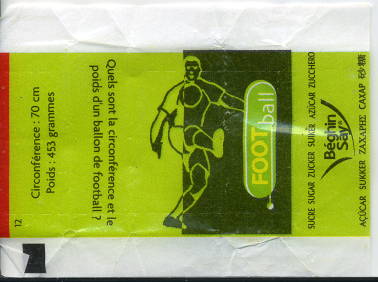 Quels sont la circonférence et le
poids d'un ballon de football ?
Circonférence : 70 cm
Poids : 453 grammes
12
FOOTball
SUCRE SUGAR ZUCKER SUIKER AZÚCAR ZUCCHERO
Béghin
Say
AÇÚCAR SUKKER ΖΑΧΑΡΗΣ САХАР 砂糖